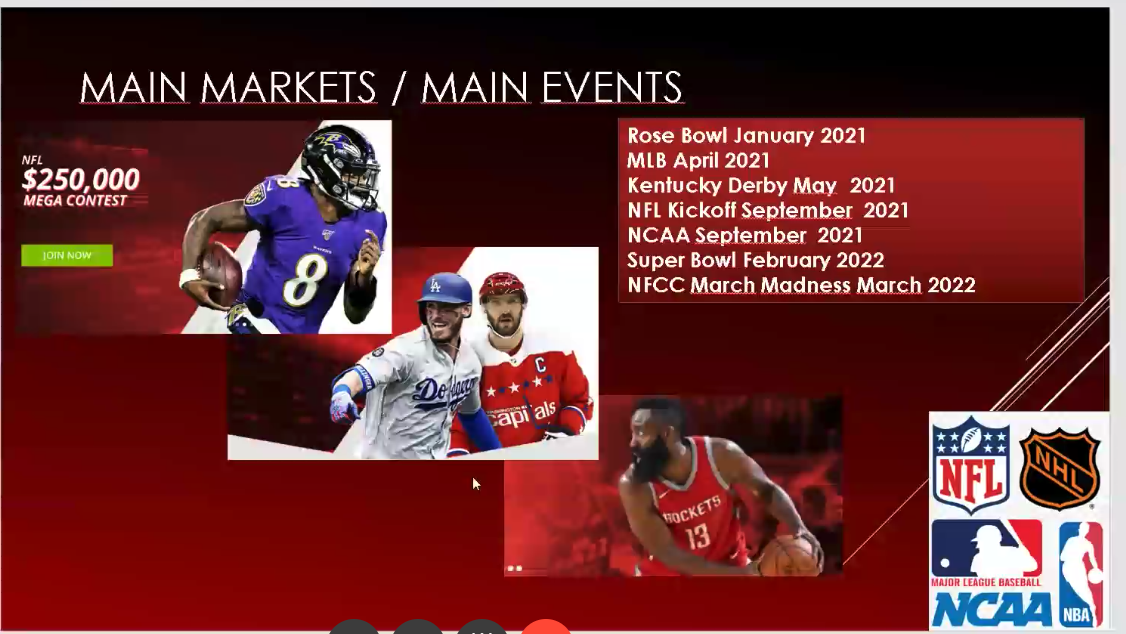 MAIN MARKETS / MAIN EVENTS
NFL
$250,000
MEGA CONTEST
JOIN NOW
8
8
RAVENS
Rose Bowl January 2021
MLB April 2021
Kentucky Derby May 2021
NFL Kickoff September 2021
NCAA September 2021
Super Bowl February 2022
NFCC March Madness March 2022
LA
Dodgers
C
capitals
ROCKETS
13
NFL
NHL
MAJOR LEAGUE BASEBALL
NCAA
NBA